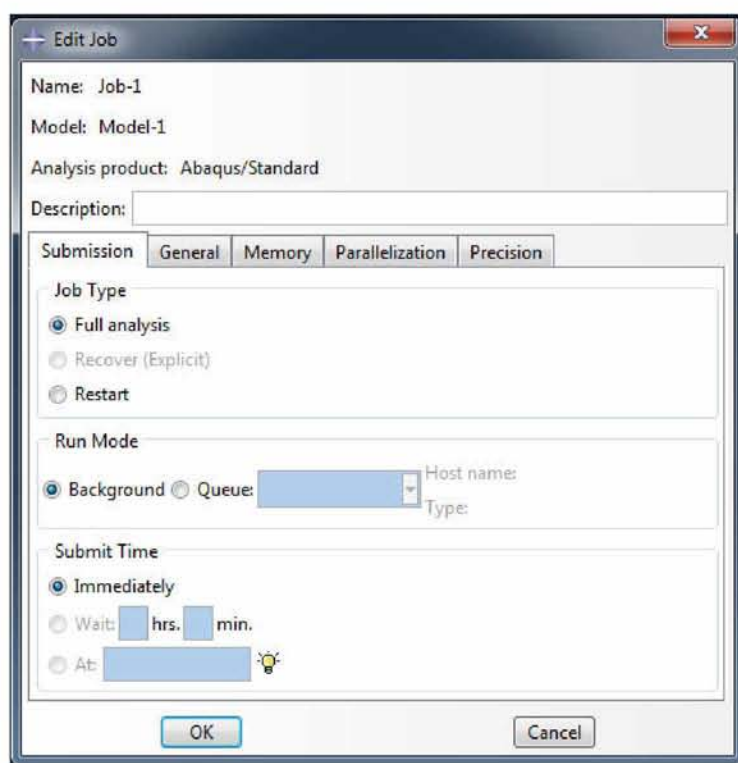 Edit Job
Name: Job-1
Model: Model-1
Analysis product: Abaqus/Standard
Description:
Submission General Memory Parallelization Precision
Job Type
Full analysis
Recover (Explicit)
Restart
Run Mode
Background Queue: Host name:
Type:
Submit Time
Immediately
Wait: hrs. min.
At:
OK Cancel